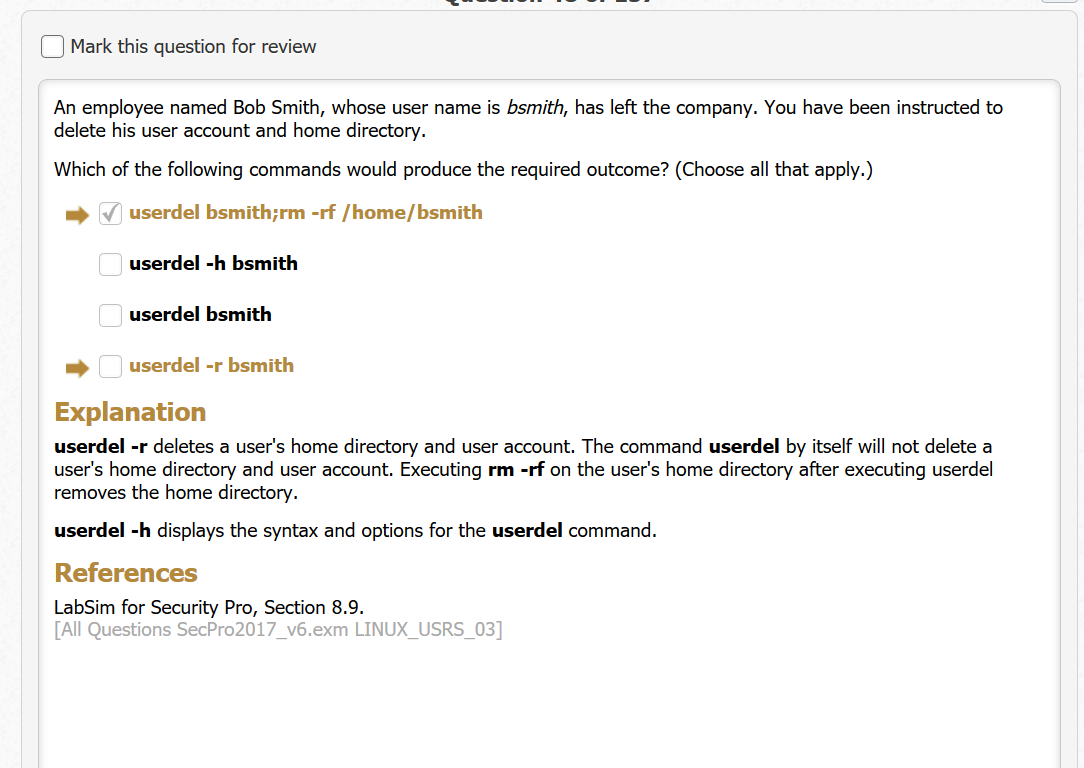 Mark this question for review
An employee named Bob Smith, whose user name is bsmith, has left the company. You have been instructed to
delete his user account and home directory.
Which of the following commands would produce the required outcome? (Choose all that apply.)
userdel bsmith;rm -rf /home/bsmith
userdel -h bsmith
userdel bsmith
userdel -r bsmith
Explanation
userdel -r deletes a user's home directory and user account. The command userdel by itself will not delete a
user's home directory and user account. Executing rm -rf on the user's home directory after executing userdel
removes the home directory.
userdel -h displays the syntax and options for the userdel command.
References
LabSim for Security Pro, Section 8.9.
[All Questions SecPro2017_v6.exm LINUX_USRS_03]